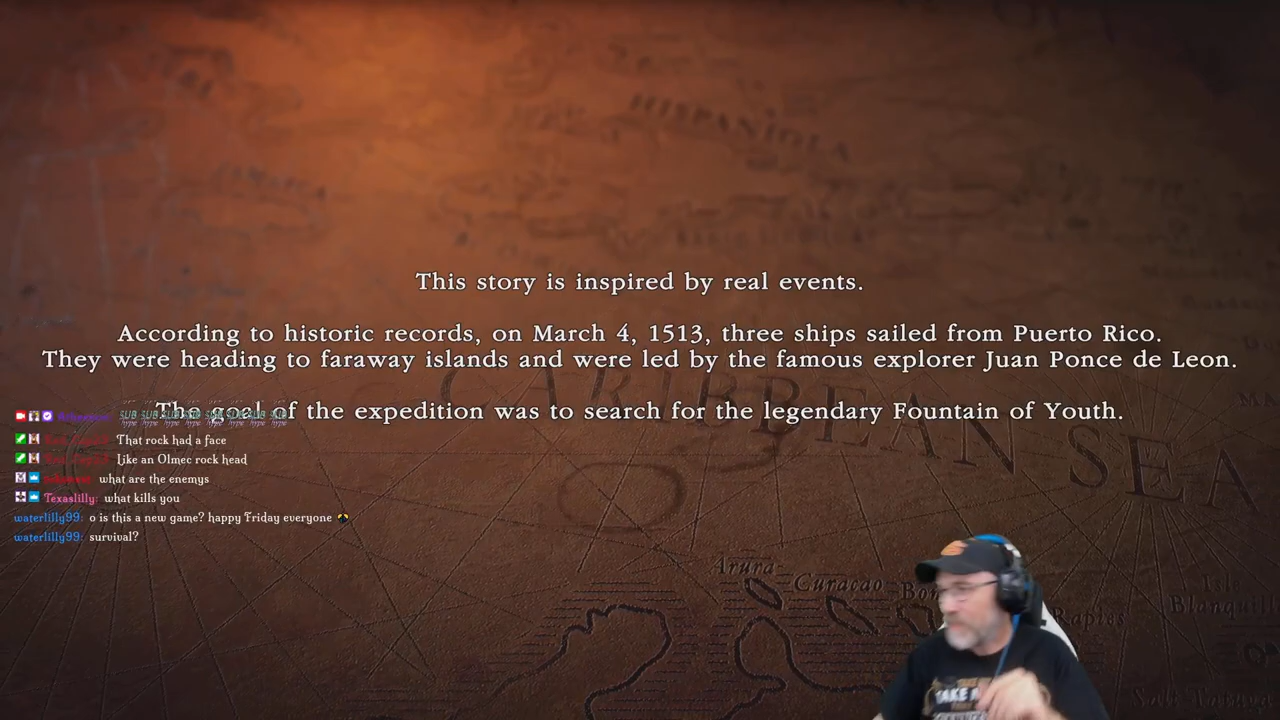 HISPANIOLA
This story is inspired by real events.
According to historic records, on March 4, 1513, three ships sailed from Puerto Rico.
They were heading to faraway islands and were led by the famous explorer Juan Ponce de Leon.
CARIBBEAN SEA
The goal of the expedition was to search for the legendary Fountain of Youth.
That rock had a face
Like an Olmec rock head
what are the enemys
Texaslilly: what kills you
waterlilly99: o is this a new game? happy Friday everyone
waterlilly99: survival?
Curacao
TAKE